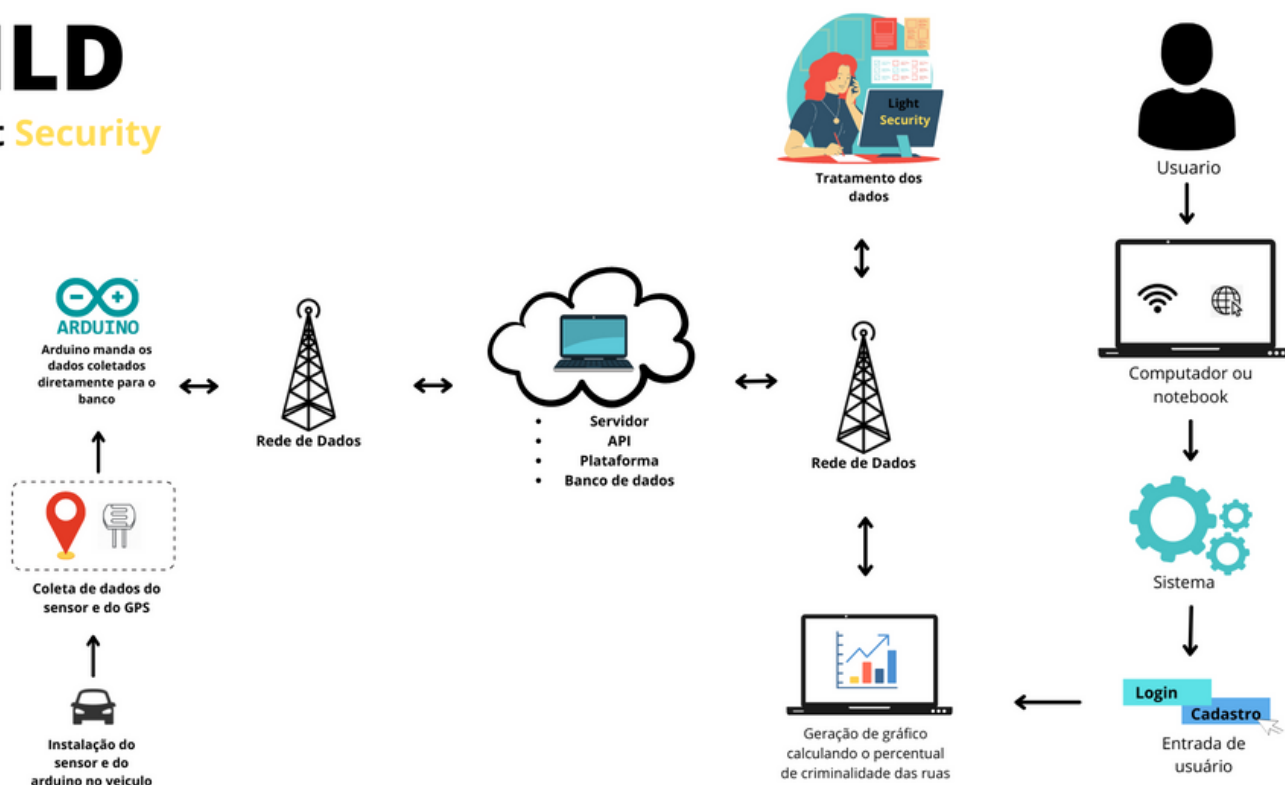 LD
Security
Light
Security
Tratamento dos
dados
Usuario
ARDUINO
Arduino manda os
dados coletados
diretamente para o
banco
Rede de Dados
• Servidor
• API
• Plataforma
• Banco de dados
Rede de Dados
Computador ou
notebook
Coleta de dados do
sensor e do GPS
Sistema
Instalação do
sensor e do
arduino no veiculo
Geração de gráfico
calculando o percentual
de criminalidade das ruas
Login
Cadastro
Entrada de
usuário